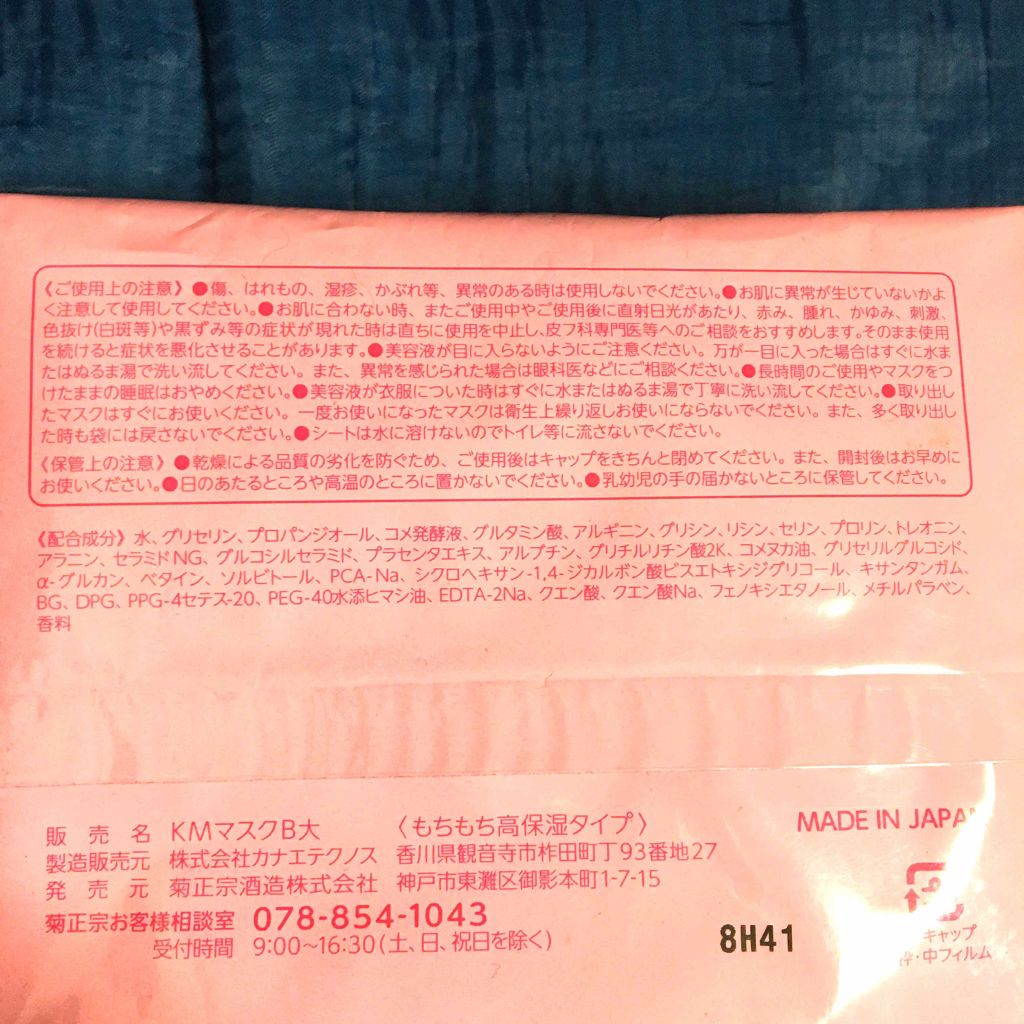 《ご使用上の注意》●傷、はれもの、湿疹、かぶれ等、異常のある時は使用しないでください。●お肌に異常が生じていないかよ
く注意して使用してください。●お肌に合わない時、またご使用中やご使用後に直射日光があたり、赤み、腫れ、かゆみ、刺激、
色抜け(白斑等)や黒ずみ等の症状が現れた時は直ちに使用を中止し、皮フ科専門医等へのご相談をおすすめします。そのまま使用
を続けると症状を悪化させることがあります。●美容液が目に入らないようにご注意ください。万が一目に入った場合はすぐに水ま
たはぬるま湯で洗い流してください。また、異常を感じられた場合は眼科医などにご相談ください。●長時間のご使用やマスクをつ
けたままの睡眠はおやめください。●美容液が衣服についた時はすぐに水またはぬるま湯で丁寧に洗い流してください。●取り出し
たマスクはすぐにお使いください。一度お使いになったマスクは衛生上繰り返しお使いにならないでください。また、多く取り出し
た時も袋には戻さないでください。●シートは水に溶けないのでトイレ等に流さないでください。
《保管上の注意》●乾燥による品質の劣化を防ぐため、ご使用後はキャップをきちんと閉めてください。また、開封後はお早めに
お使いください。●日のあたるところや高温のところに置かないでください。●乳幼児の手の届かないところに保管してください。
《配合成分》水、グリセリン、プロパンジオール、コメ発酵液、グルタミン酸、アルギニン、グリシン、リシン、セリン、プロリン、トレオニン、
アラニン、セラミドNG、グルコシルセラミド、プラセンタエキス、アルブチン、グリチルリチン酸2K、コメヌカ油、グリセリルグルコシド、
α-グルカン、ベタイン、ソルビトール、PCA-Na、シクロヘキサン-1,4-ジカルボン酸ビスエトキシジグリコール、キサンタンガム、
BG、DPG、PPG-4セテス-20、PEG-40水添ヒマシ油、EDTA-2Na、クエン酸、クエン酸Na、フェノキシエタノール、メチルパラベン、
香料
販売名 KMマスクB大 〈もちもち高保湿タイプ〉
製造販売元 株式会社カナエテクノス 香川県観音寺市柞田町丁93番地27
発売元 菊正宗酒造株式会社 神戸市東灘区御影本町1-7-15
菊正宗お客様相談室 078-854-1043
受付時間 9:00~16:30(土、日、祝日を除く)
MADE IN JAPAN
8H41
キャップ
枠・中フィルム